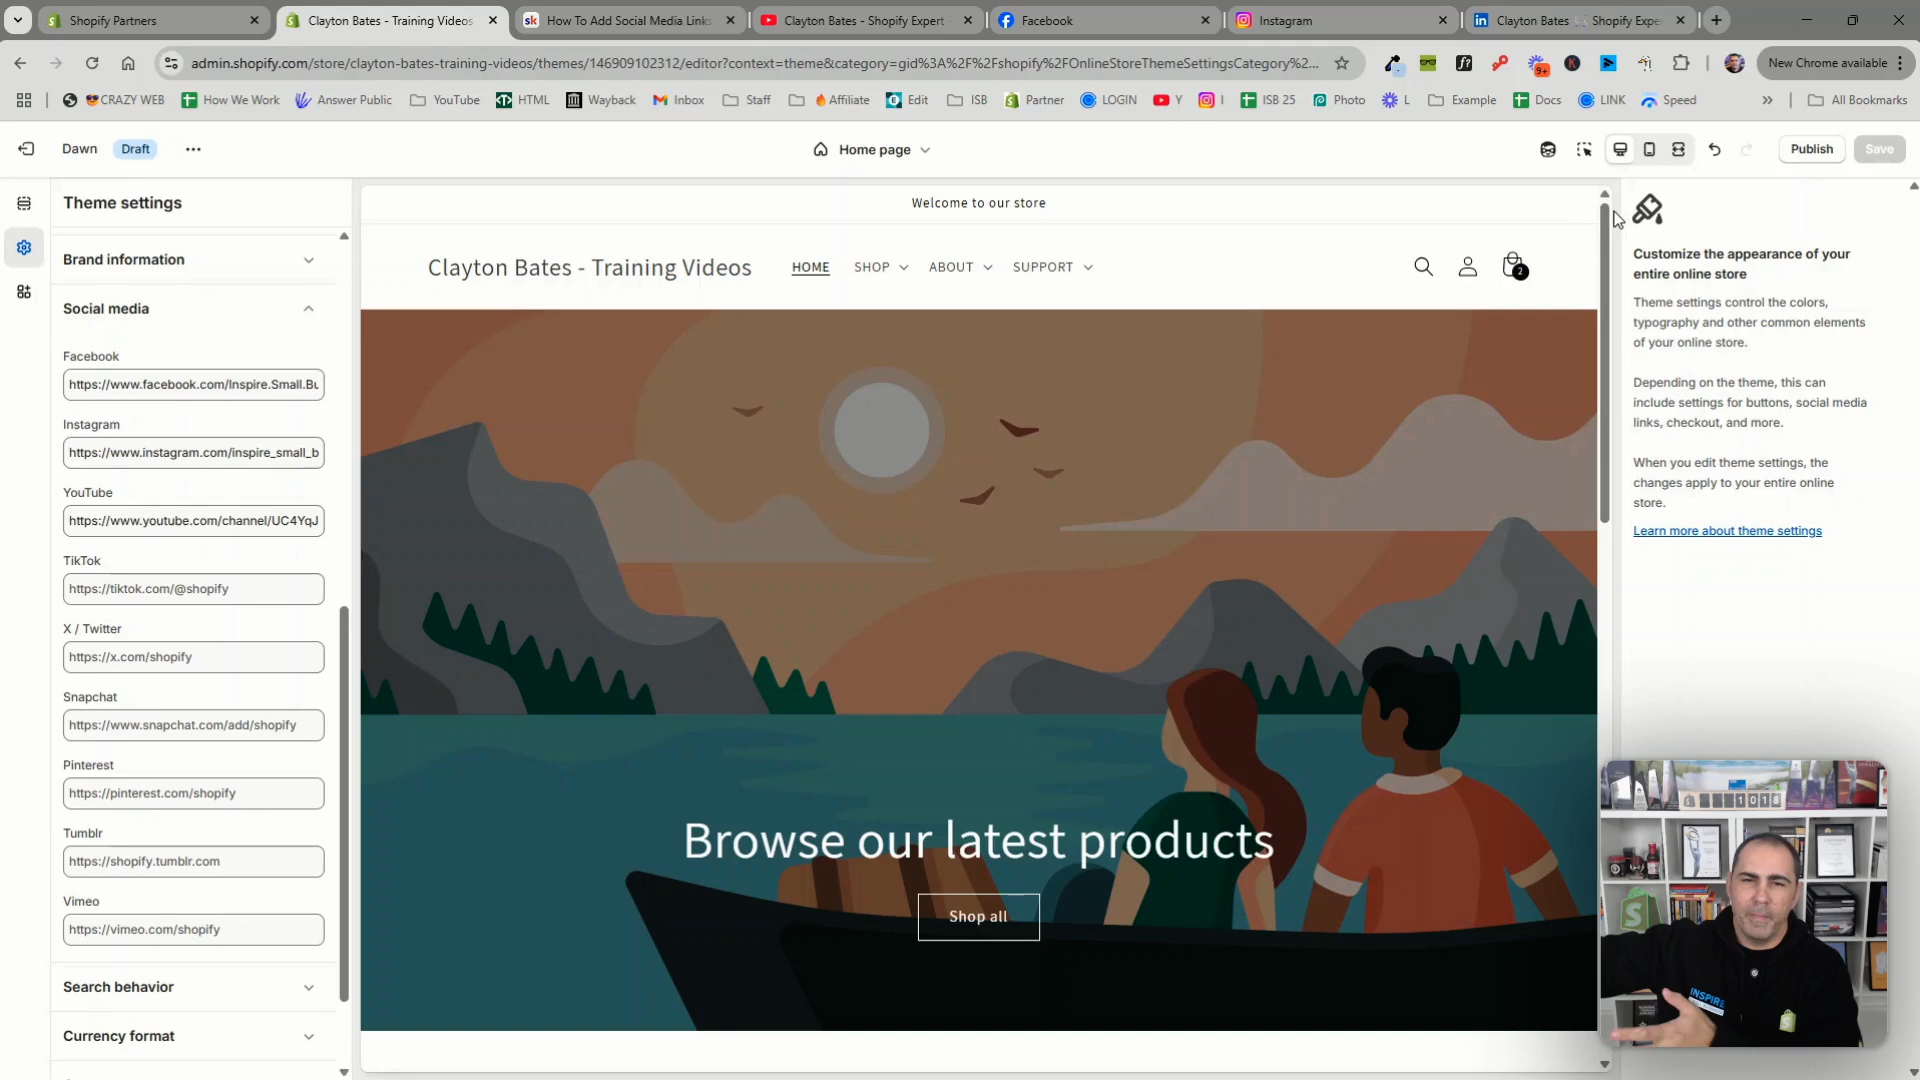 Shopify Partners
Clayton Bates - Training Videos
How To Add Social Media Links
Clayton Bates - Shopify Expert -
Facebook
Instagram
Clayton Bates Shopify Expe
admin.shopify.com/store/clayton-bates-training-videos/themes/146909102312/editor?context=theme&category=gid%3A%2F%2Fshopify%2FOnlineStoreThemeSettingsCategory%2...
9+
New Chrome available
CRAZY WEB
How We Work
Answer Public
YouTube
HTML
Wayback
Inbox
Staff
Affiliate
Edit
ISB
Partner
LOGIN
Y
I
ISB 25
Photo
L
Example
Docs
LINK
Speed
All Bookmarks
Dawn
Draft
Home page
Publish
Save
Theme settings
Brand information
Social media
Facebook
https://www.facebook.com/Inspire.Small.Bu
Instagram
https://www.instagram.com/inspire_small_b
YouTube
https://www.youtube.com/channel/UC4YqJ
TikTok
https://tiktok.com/@shopify
X / Twitter
https://x.com/shopify
Snapchat
https://www.snapchat.com/add/shopify
Pinterest
https://pinterest.com/shopify
Tumblr
https://shopify.tumblr.com
Vimeo
https://vimeo.com/shopify
Search behavior
Currency format
Welcome to our store
Clayton Bates - Training Videos
HOME
SHOP
ABOUT
SUPPORT
2
Browse our latest products
Shop all
Customize the appearance of your
entire online store
Theme settings control the colors,
typography and other common elements
of your online store.
Depending on the theme, this can
include settings for buttons, social media
links, checkout, and more.
When you edit theme settings, the
changes apply to your entire online
store.
Learn more about theme settings
1018
INSPIRE